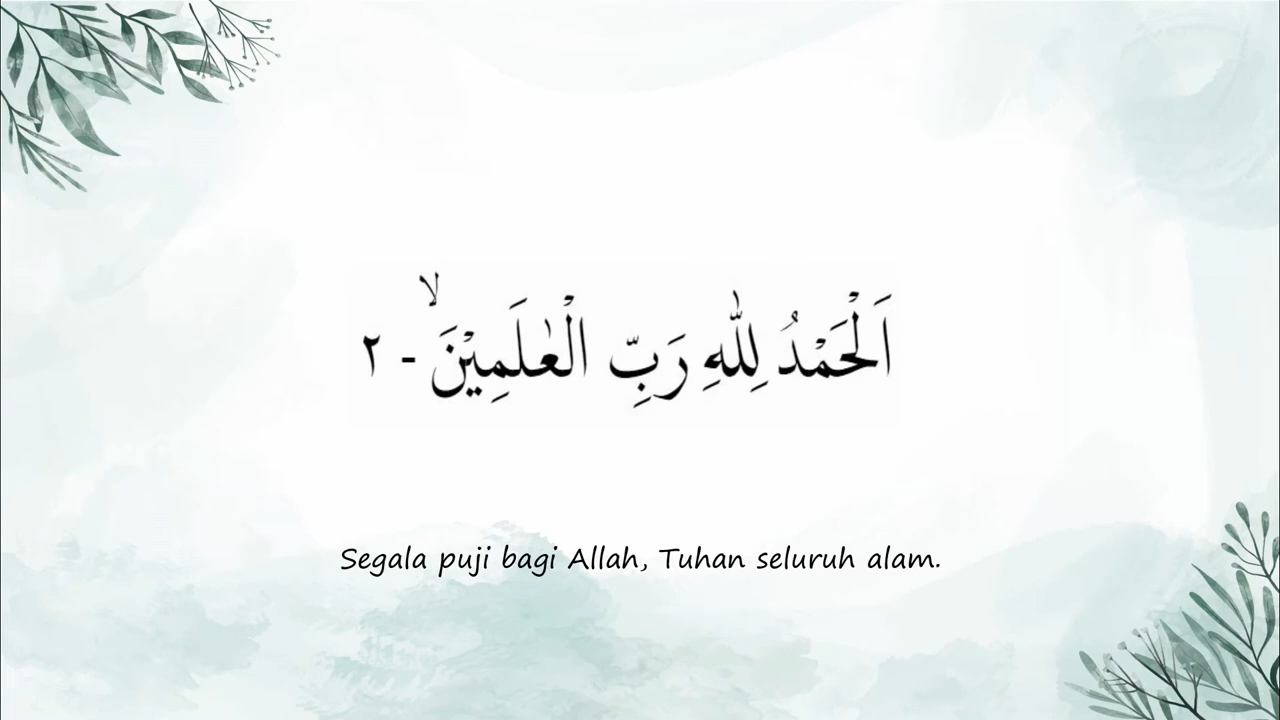 اَلْحَمْدُ لِلّٰهِ رَبِّ الْعٰلَمِيْنَۙ - ٢
Segala puji bagi Allah, Tuhan seluruh alam.